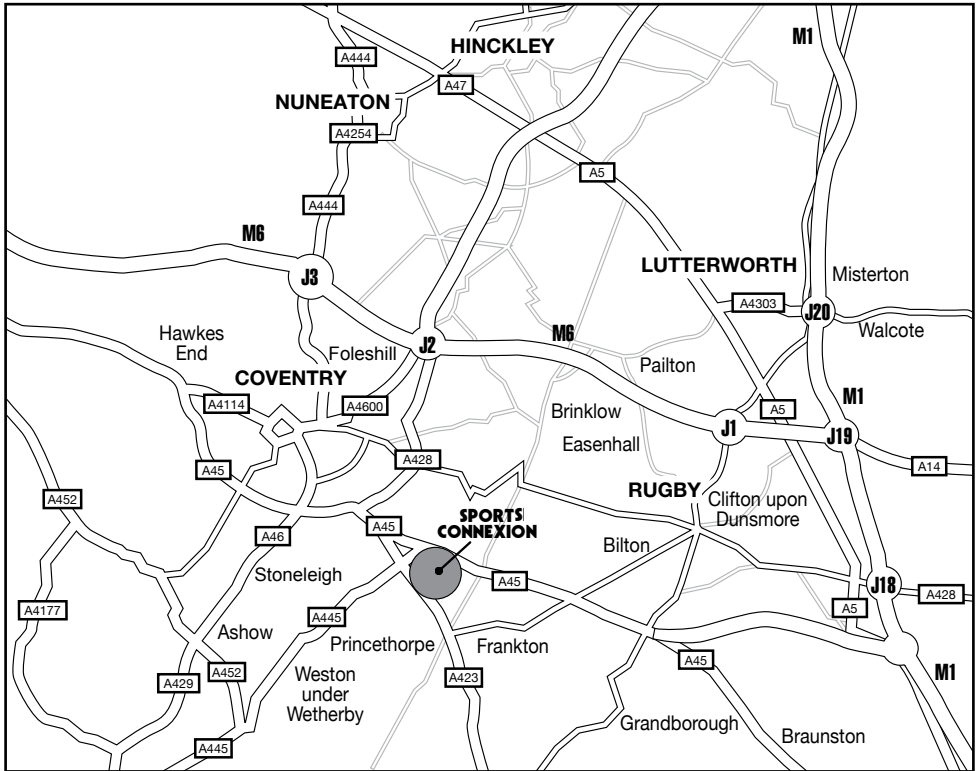 M1
HINCKLEY
A444
A47
NUNEATON
A4254
A5
A444
M6
LUTTERWORTH
Misterton
J3
A4303
J20
Walcote
Hawkes
End
Foleshill
J2
M6
Pailton
COVENTRY
A4114
A4600
Brinklow
A5
M1
J1
J19
Easenhall
A428
A14
A45
RUGBY
Clifton upon
Dunsmore
A452
SPORTS
CONNEXION
A45
A46
Bilton
Stoneleigh
A45
J18
A428
A4177
A445
A5
Ashow
Princethorpe
Frankton
A452
A429
Weston
under
Wetherby
A423
A45
M1
Grandborough
Braunston
A445